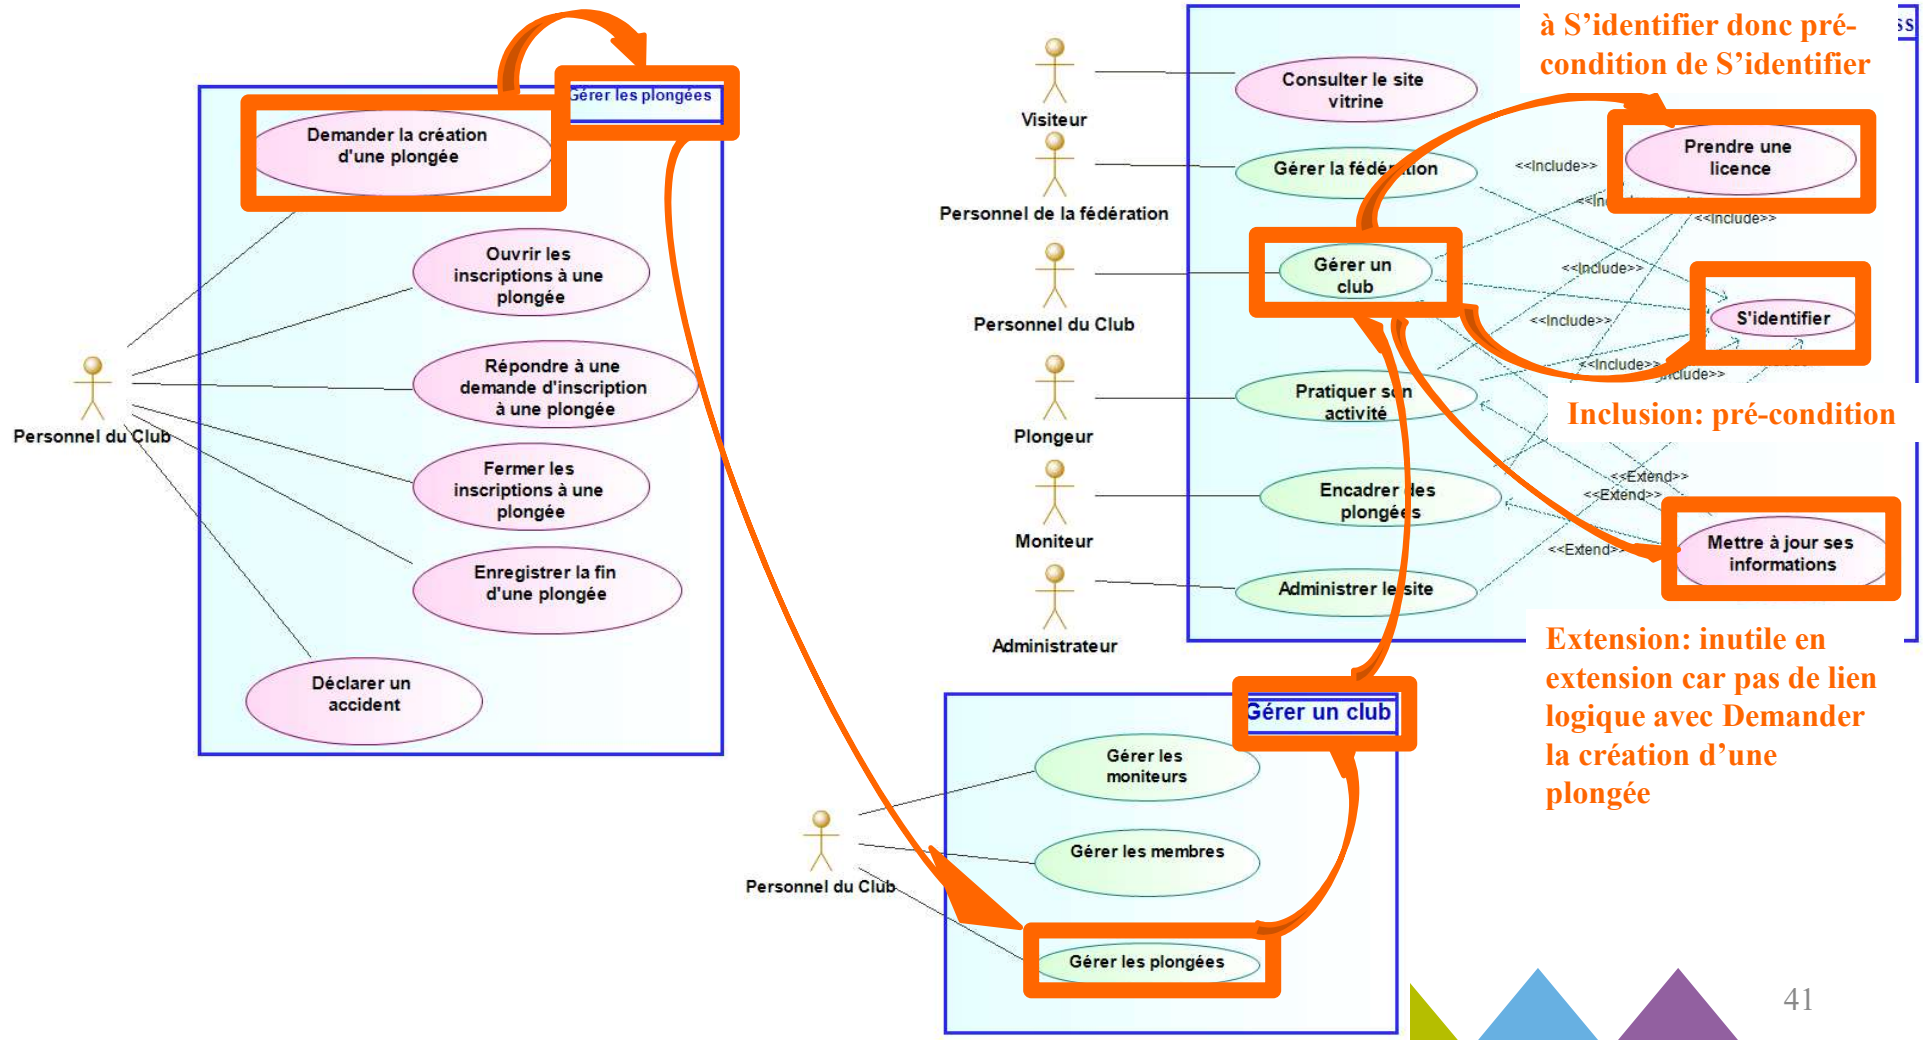 Gérer les plongées
Demander la création
d'une plongée
Ouvrir les
inscriptions à une
plongée
Répondre à une
demande d'inscription
à une plongée
Personnel du Club
Fermer les
inscriptions à une
plongée
Enregistrer la fin
d'une plongée
Déclarer un
accident
à S'identifier donc pré-
condition de S'identifier
ss
Visiteur
Consulter le site
vitrine
Personnel de la fédération
Gérer la fédération
<<Include>>
Prendre une
licence
<<Include>>
Personnel du Club
Gérer un
club
<<Include>>
S'identifier
<<Include>>
<<Include>>
Plongeur
Pratiquer son
activité
Inclusion: pré-condition
Moniteur
Encadrer des
plongées
<<Extend>>
<<Extend>>
<<Extend>>
Mettre à jour ses
informations
Administrateur
Administrer le site
Extension: inutile en
extension car pas de lien
logique avec Demander
la création d'une
plongée
Gérer un club
Gérer les
moniteurs
Personnel du Club
Gérer les membres
Gérer les plongées
41